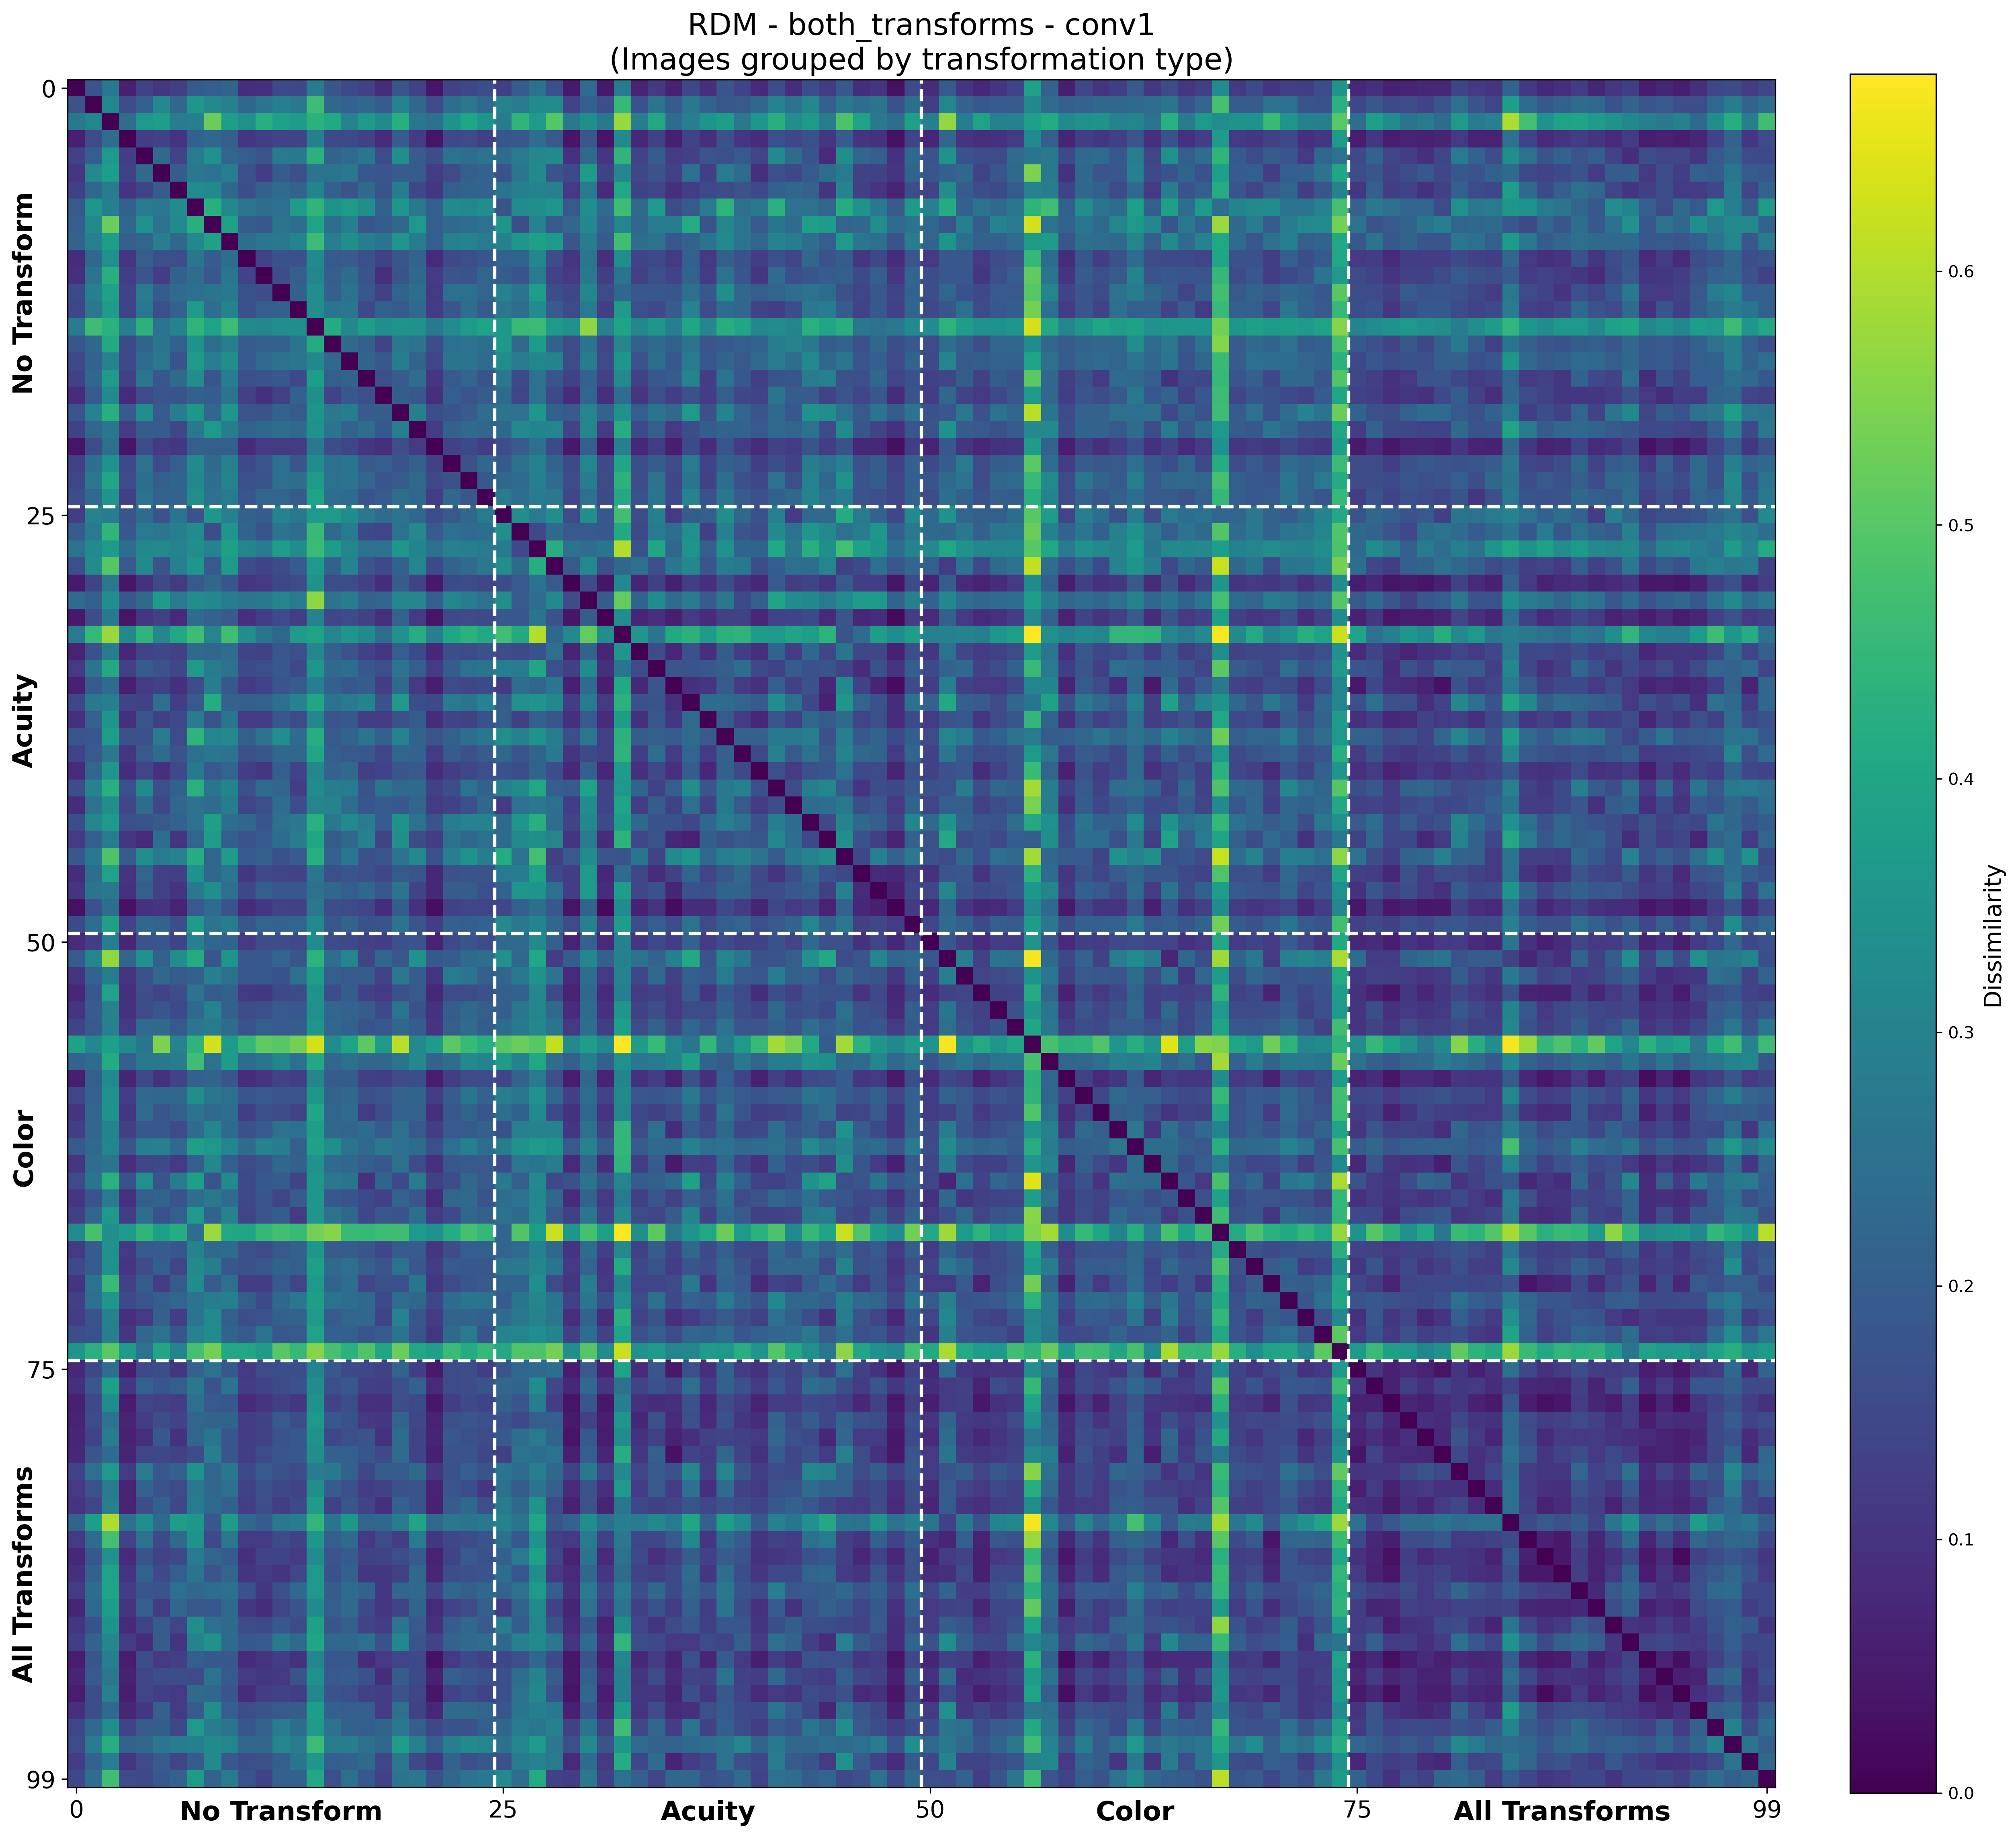 RDM - both_transforms - conv1
(Images grouped by transformation type)
0
25
50
75
99
No Transform
Acuity
Color
All Transforms
0
25
50
75
99
No Transform
Acuity
Color
All Transforms
0.6
0.5
0.4
0.3
0.2
0.1
0.0
Dissimilarity